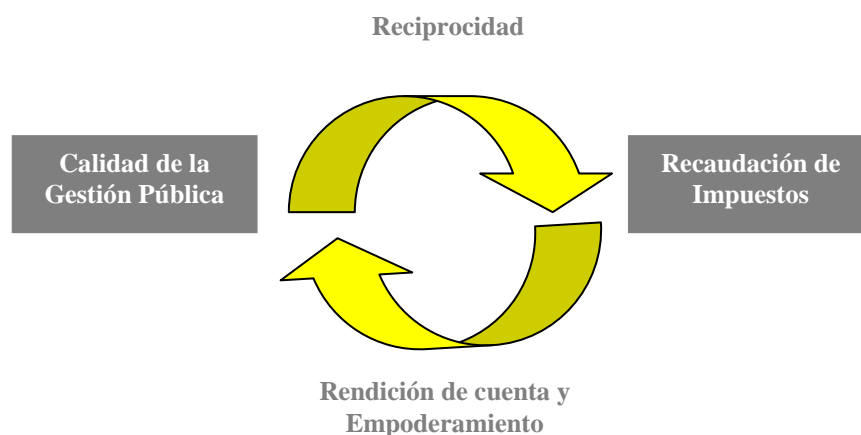 Reciprocidad
Calidad de la
Gestión Pública
Recaudación de
Impuestos
Rendición de cuenta y
Empoderamiento